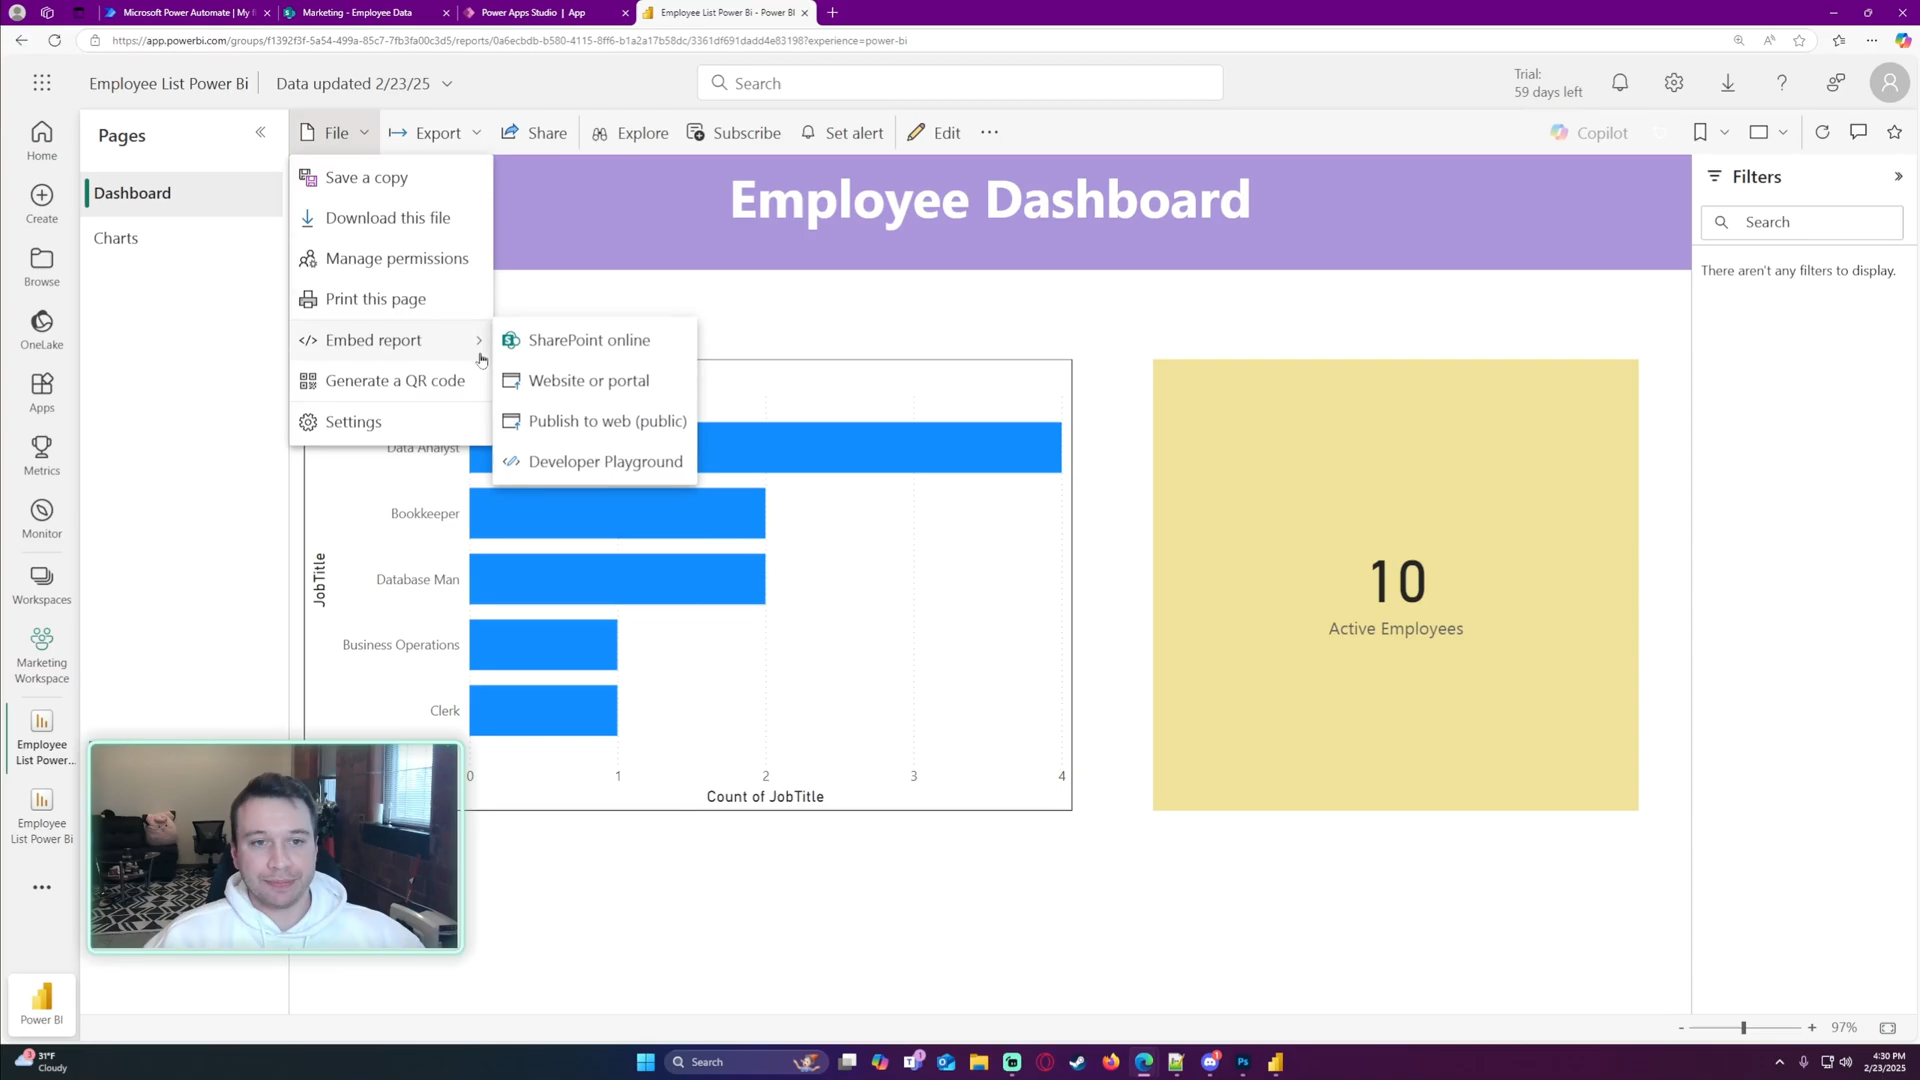 Microsoft Power Automate | My f
Marketing - Employee Data
Power Apps Studio | App
Employee List Power Bi - Power BI
https://app.powerbi.com/groups/f1392f3f-5a54-499a-85c7-7fb3fa00c3d5/reports/0a6ecbdb-b580-4115-8ff6-b1a2a17b58dc/3361df691dadd4e83198?experience=power-bi
Employee List Power Bi
Data updated 2/23/25
Search
Trial:
59 days left
Home
Create
Browse
OneLake
Apps
Metrics
Monitor
Workspaces
Marketing
Workspace
Employee
List Power...
Employee
List Power Bi
Power BI
Pages
Dashboard
Charts
File
Export
Share
Explore
Subscribe
Set alert
Edit
Copilot
Save a copy
Download this file
Manage permissions
Print this page
Embed report
Generate a QR code
Settings
SharePoint online
Website or portal
Publish to web (public)
Developer Playground
Employee Dashboard
Data Analyst
Bookkeeper
Database Man
Business Operations
Clerk
JobTitle
0
1
2
3
4
Count of JobTitle
10
Active Employees
Filters
Search
There aren't any filters to display.
- + 97%
31°F
Cloudy
Search
4:30 PM
2/23/2025